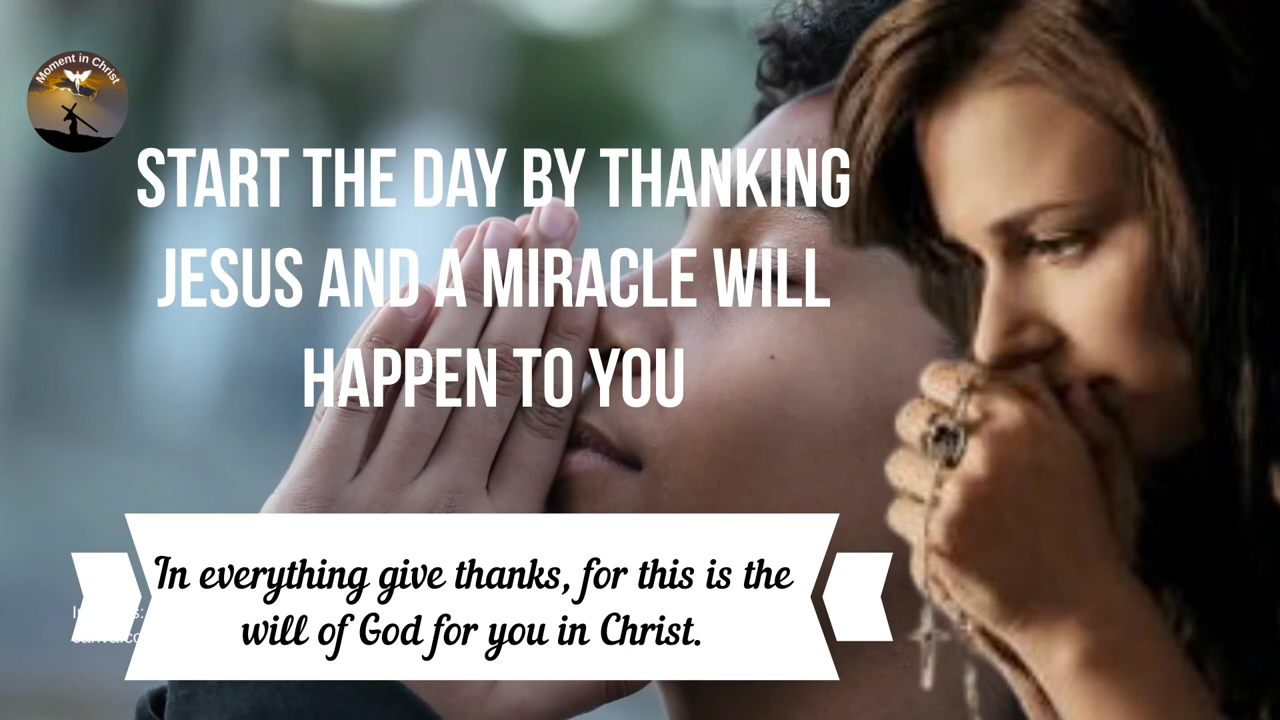 Moment in Christ
START THE DAY BY THANKING
JESUS AND A MIRACLE WILL
HAPPEN TO YOU
In everything give thanks, for this is the
will of God for you in Christ.